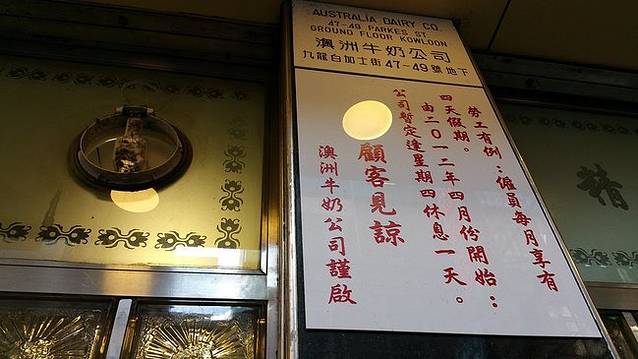 AUSTRALIA DAIRY CO.
47-49 PARKES ST.
GROUND FLOOR KOWLOON
澳洲牛奶公司
九龍白加士街47-49號地下
勞工有例：僱員每月享有
四天假期。
由二０一二年四月份開始：
公司暫定逢星期四休息一天。
顧客見諒
澳洲牛奶公司謹啟
精